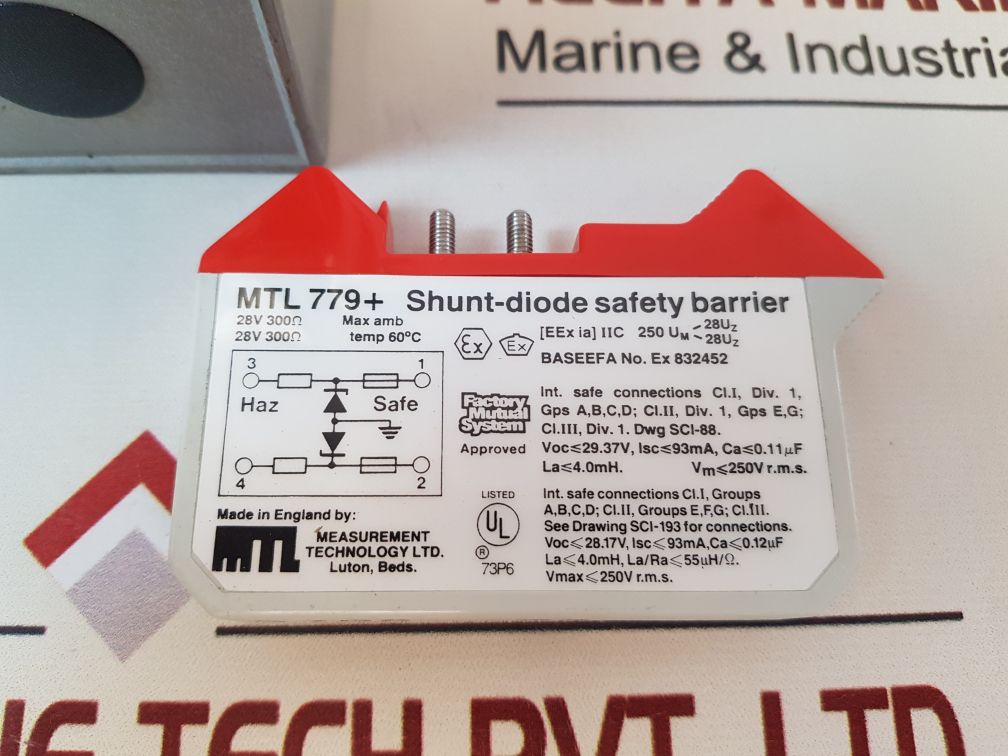 Marine & Industria
MTL 779+ Shunt-diode safety barrier
28V 300Ω Max amb
28V 300Ω temp 60°C
3 1
Haz Safe
4 2
Made in England by:
MTL MEASUREMENT
TECHNOLOGY LTD.
Luton, Beds.
Ex Ex [EEx ia] IIC 250 UM <28Uz
28Uz
BASEEFA No. Ex 832452
Factory
Mutual
System
Approved
Int. safe connections Cl.I, Div. 1,
Gps A,B,C,D; Cl.II, Div. 1, Gps E,G;
Cl.III, Div. 1. Dwg SCI-88.
Voc≤29.37V, Isc≤93mA, Ca≤0.11µF
La≤4.0mH. Vm≤250V r.m.s.
LISTED
UL
®
73P6
Int. safe connections Cl.I, Groups
A,B,C,D; Cl.II, Groups E,F,G; Cl.III.
See Drawing SCI-193 for connections.
Voc≤28.17V, Isc≤93mA,Ca≤0.12µF
La≤4.0mH, La/Ra≤55µH/Ω.
Vmax≤250V r.m.s.
TECH PVT. LTD